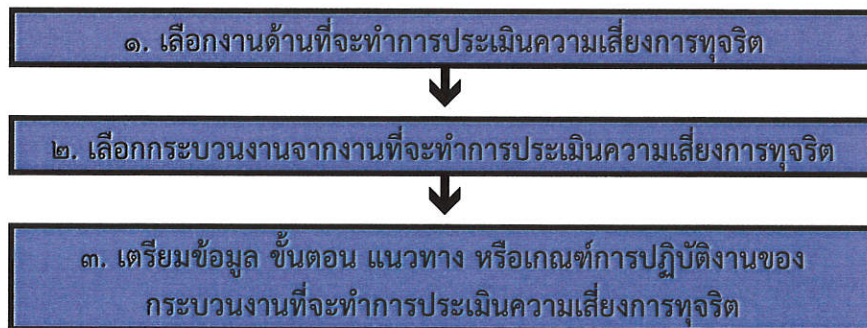 ๑. เลือกงานด้านที่จะทำการประเมินความเสี่ยงการทุจริต
๒. เลือกกระบวนงานจากงานที่จะทำการประเมินความเสี่ยงการทุจริต
๓. เตรียมข้อมูล ขั้นตอน แนวทาง หรือเกณฑ์การปฏิบัติงานของ
กระบวนงานที่จะทำการประเมินความเสี่ยงการทุจริต